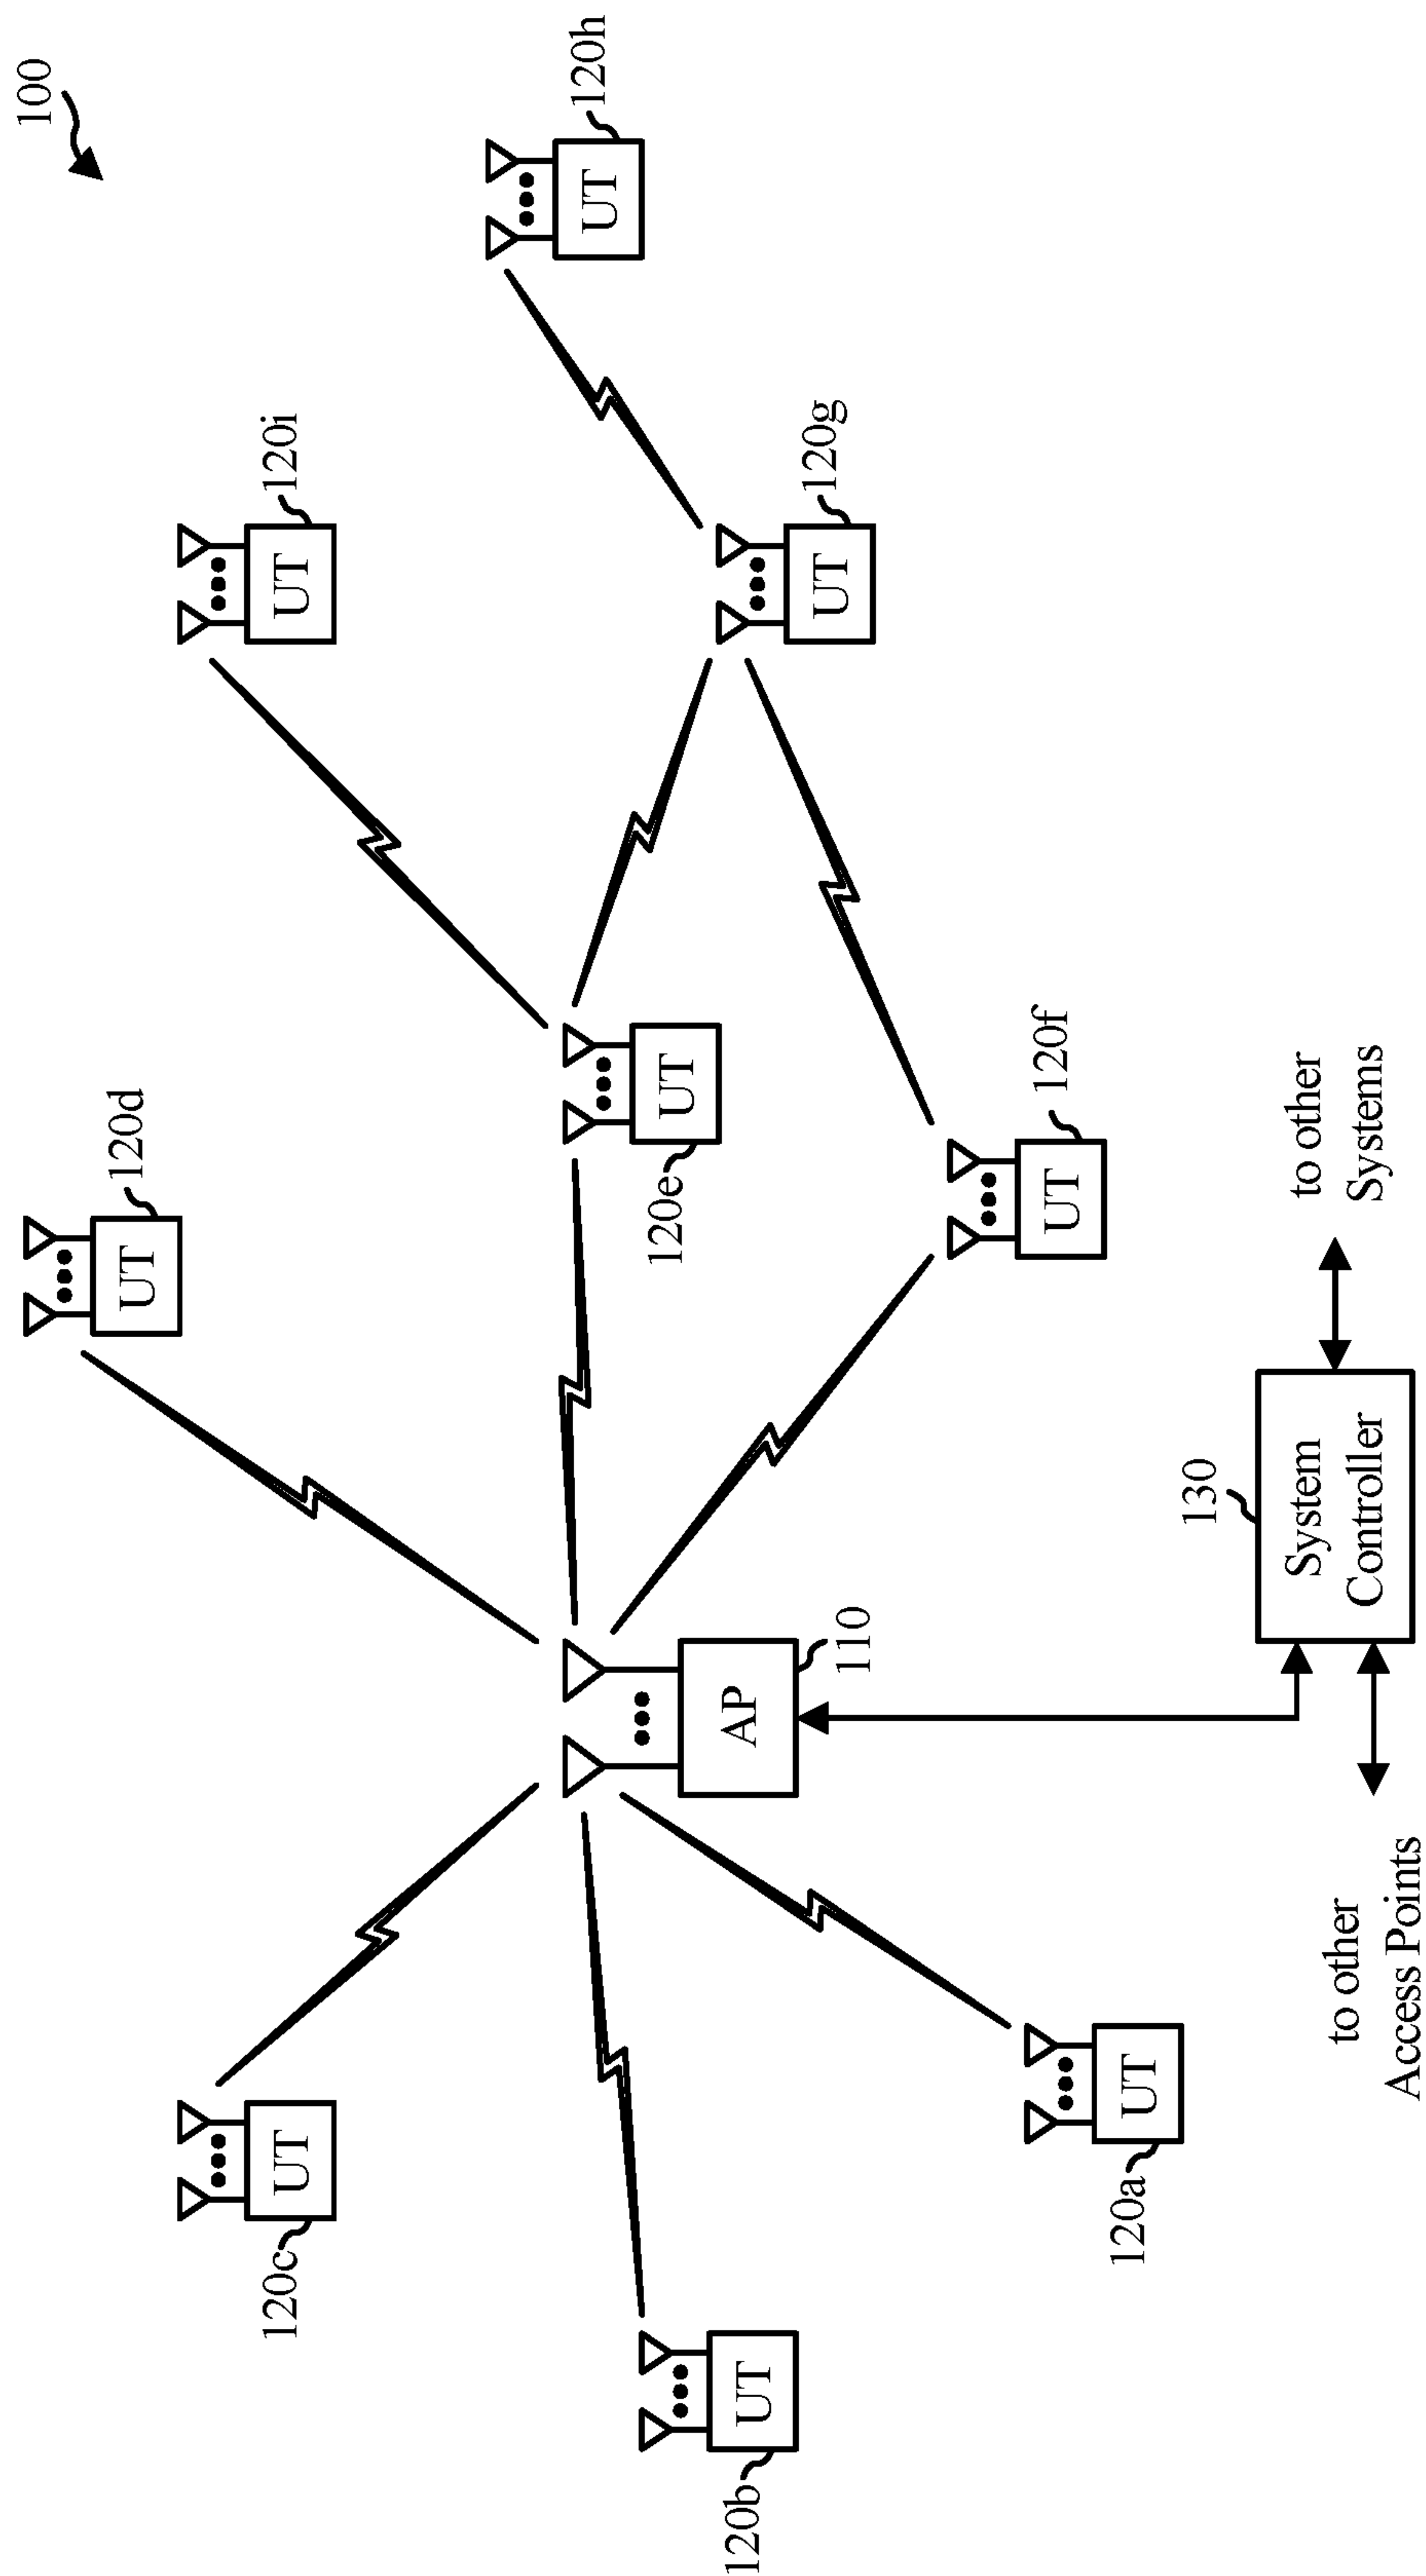 100
120d
UT
120c
UT
120i
UT
120h
UT
120b
UT
AP
110
120e
UT
120g
UT
120a
UT
120f
UT
130
System
Controller
to other
Access Points
to other
Systems